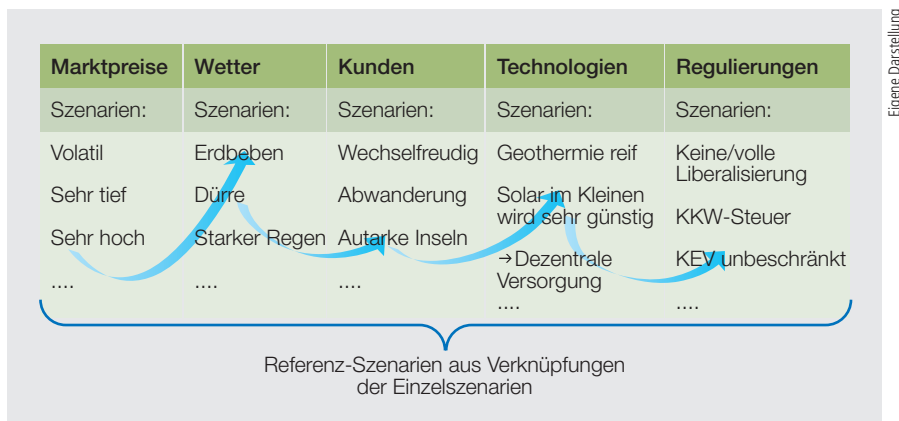 Marktpreise
Wetter
Kunden
Technologien
Regulierungen
Szenarien:
Szenarien:
Szenarien:
Szenarien:
Szenarien:
Volatil
Sehr tief
Sehr hoch
....
Erdbeben
Dürre
Starker Regen
....
Wechselfreudig
Abwanderung
Autarke Inseln
....
Geothermie reif
Solar im Kleinen
wird sehr günstig
→Dezentrale
Versorgung
....
Keine/volle
Liberalisierung
KKW-Steuer
KEV unbeschränkt
....
Referenz-Szenarien aus Verknüpfungen
der Einzelszenarien
Eigene Darstellung